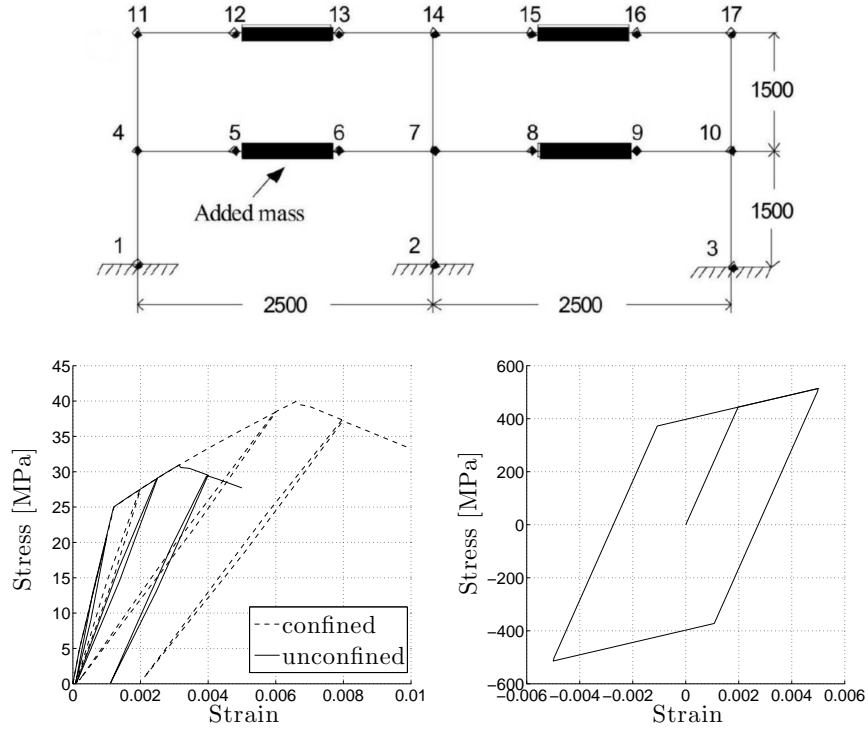 11 12 13 14 15 16 17
1500
4 5 6 7 8 9 10
Added mass
1500
1 2 3
2500 2500
45
40
35
30
25
20
15
10
5
0
Stress [MPa]
confined
unconfined
0 0.002 0.004 0.006 0.008 0.01
Strain
600
400
200
0
−200
−400
−600
Stress [MPa]
−0.006 −0.004 −0.002 0 0.002 0.004 0.006
Strain